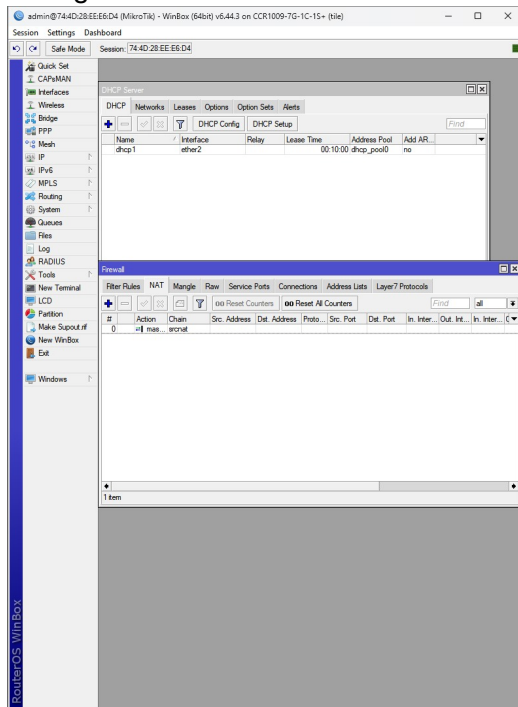 admin@74:4D:28:EE:E6:D4 (MikroTik) - WinBox (64bit) v6.44.3 on CCR1009-7G-1C-1S+ (tile)
Session Settings Dashboard
Safe Mode Session: 74:4D:28:EE:E6:D4
Quick Set
CAPsMAN
Interfaces
Wireless
Bridge
PPP
Mesh
IP
IPv6
MPLS
Routing
System
Queues
Files
Log
RADIUS
Tools
New Terminal
LCD
Partition
Make Supout.rif
New WinBox
Exit
Windows
RouterOS WinBox
DHCP Server
DHCP Networks Leases Options Option Sets Alerts
DHCP Config DHCP Setup Find
Name Interface Relay Lease Time Address Pool Add AR...
dhcp1 ether2 00:10:00 dhcp_pool0 no
Firewall
Filter Rules NAT Mangle Raw Service Ports Connections Address Lists Layer7 Protocols
00 Reset Counters 00 Reset All Counters Find all
# Action Chain Src. Address Dst. Address Proto... Src. Port Dst. Port In. Inter... Out. Int... In. Inter...
0 mas... srcnat
1 item